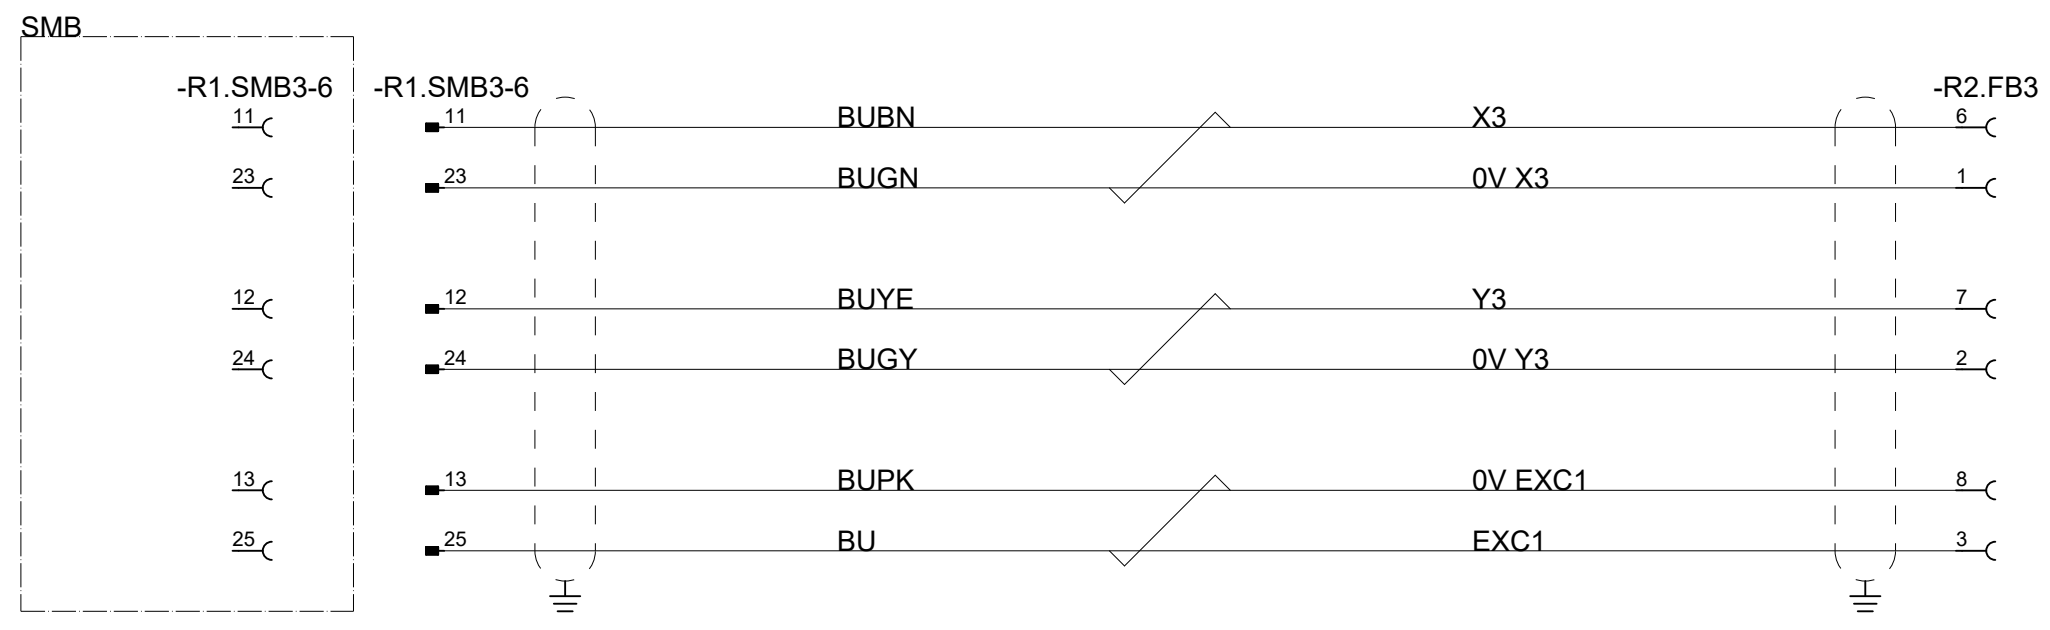 SMB
-R1.SMB3-6 -R1.SMB3-6 -R2.FB3
11 11 BUBN X3 6
23 23 BUGN 0V X3 1
12 12 BUYE Y3 7
24 24 BUGY 0V Y3 2
13 13 BUPK 0V EXC1 8
25 25 BU EXC1 3